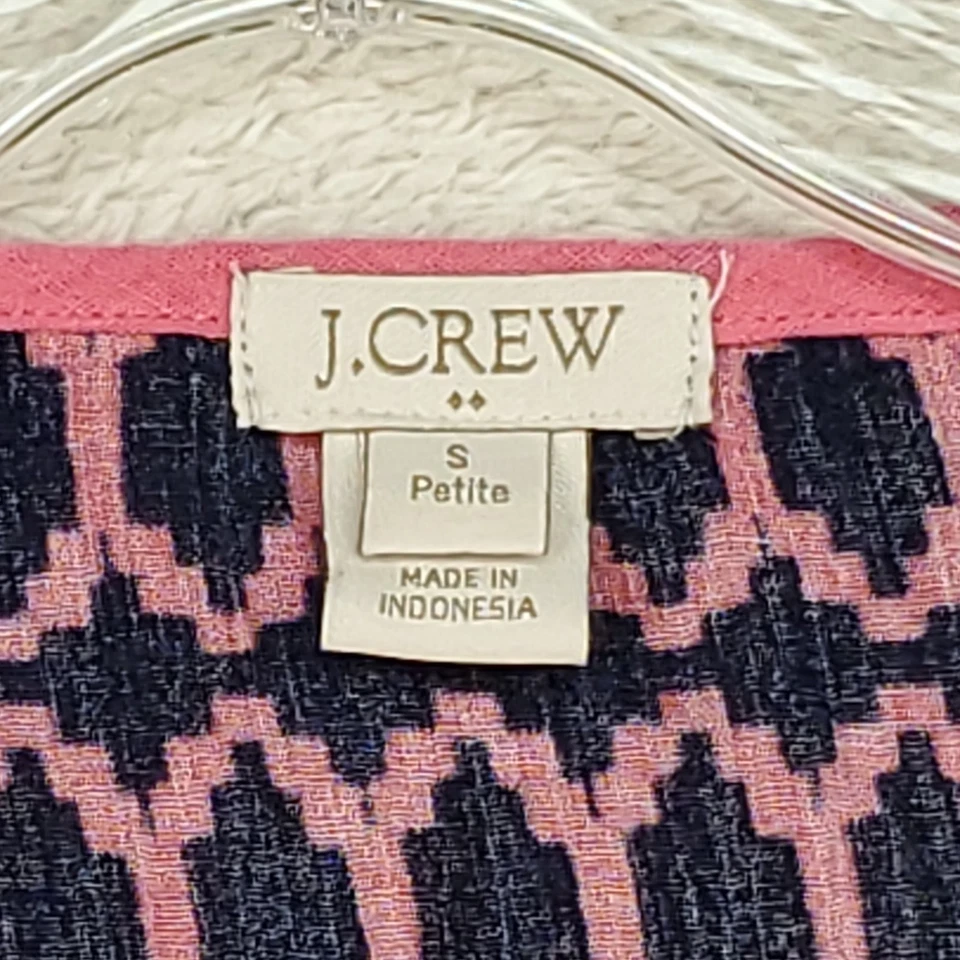 J.CREW
S
Petite
MADE IN
INDONESIA